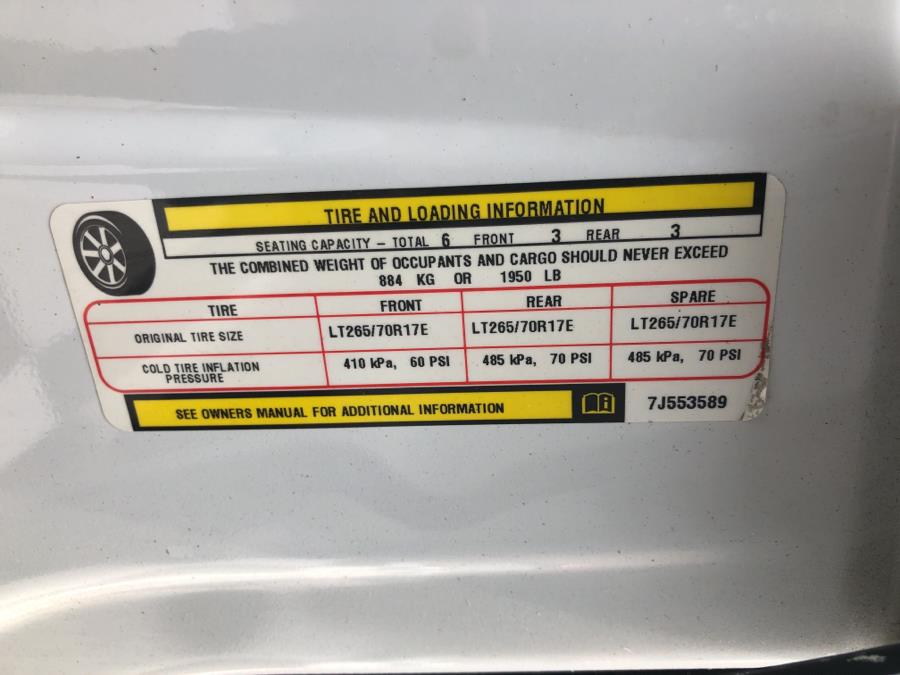 TIRE AND LOADING INFORMATION
SEATING CAPACITY – TOTAL 6 FRONT 3 REAR 3
THE COMBINED WEIGHT OF OCCUPANTS AND CARGO SHOULD NEVER EXCEED
884 KG OR 1950 LB
TIRE FRONT REAR SPARE
ORIGINAL TIRE SIZE LT265/70R17E LT265/70R17E LT265/70R17E
COLD TIRE INFLATION PRESSURE 410 kPa, 60 PSI 485 kPa, 70 PSI 485 kPa, 70 PSI
SEE OWNERS MANUAL FOR ADDITIONAL INFORMATION 7J553589